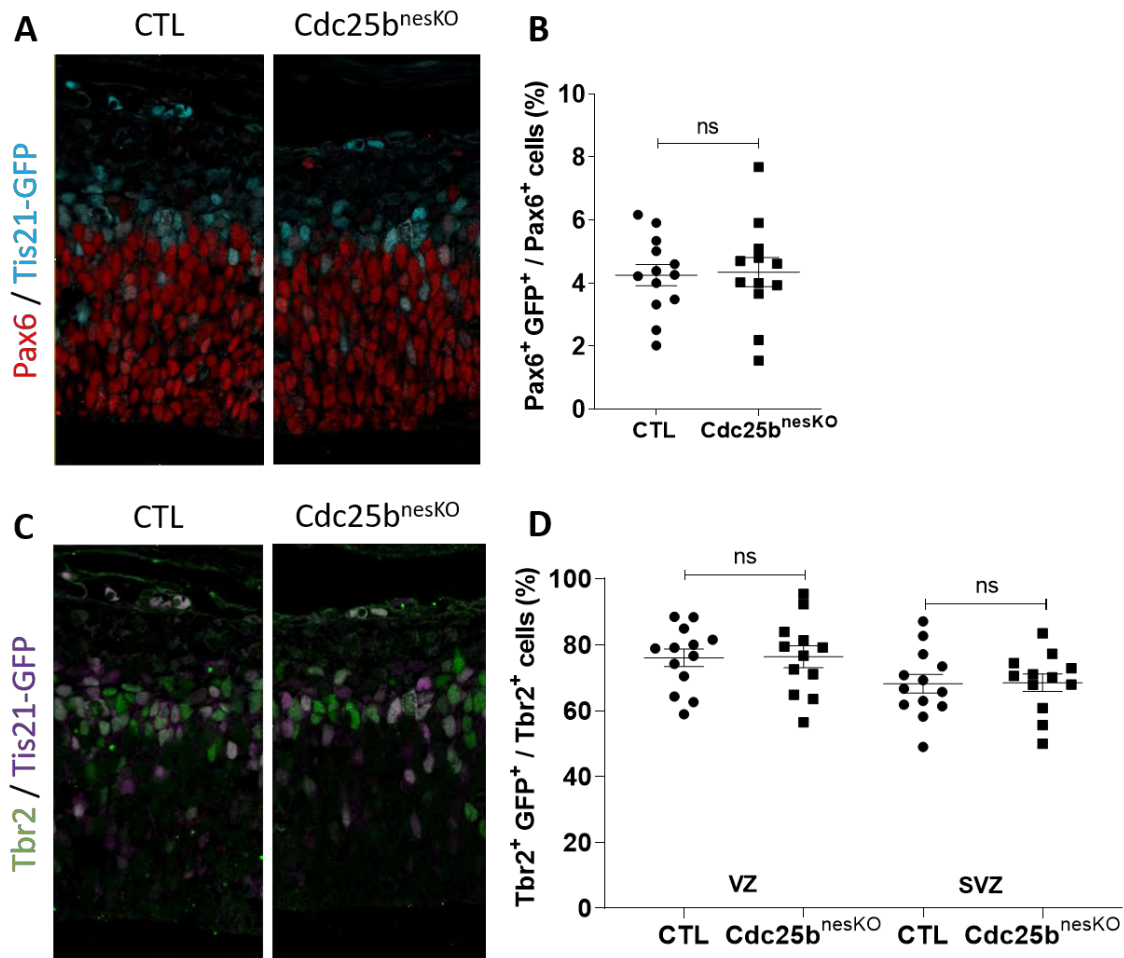 A
CTL
Cdc25b^nesKO
Pax6 / Tis21-GFP
B
Pax6⁺ GFP⁺ / Pax6⁺ cells (%)
10
8
6
4
2
0
ns
CTL
Cdc25b^nesKO
C
CTL
Cdc25b^nesKO
Tbr2 / Tis21-GFP
D
Tbr2⁺ GFP⁺ / Tbr2⁺ cells (%)
100
80
60
40
20
0
ns
ns
VZ
SVZ
CTL
Cdc25b^nesKO
CTL
Cdc25b^nesKO